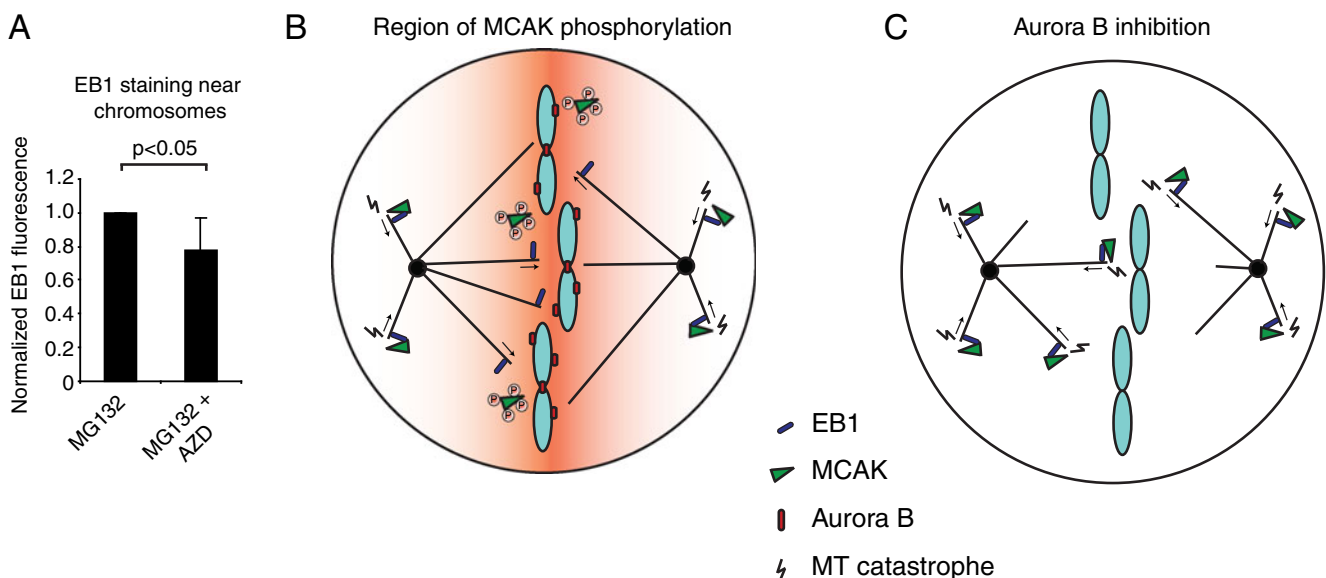 A
EB1 staining near
chromosomes
p<0.05
Normalized EB1 fluorescence
1.2
1.0
0.8
0.6
0.4
0.2
0
MG132
MG132 +
AZD
B
Region of MCAK phosphorylation
P P P P
P P P P
P P P P
C
Aurora B inhibition
EB1
MCAK
Aurora B
MT catastrophe